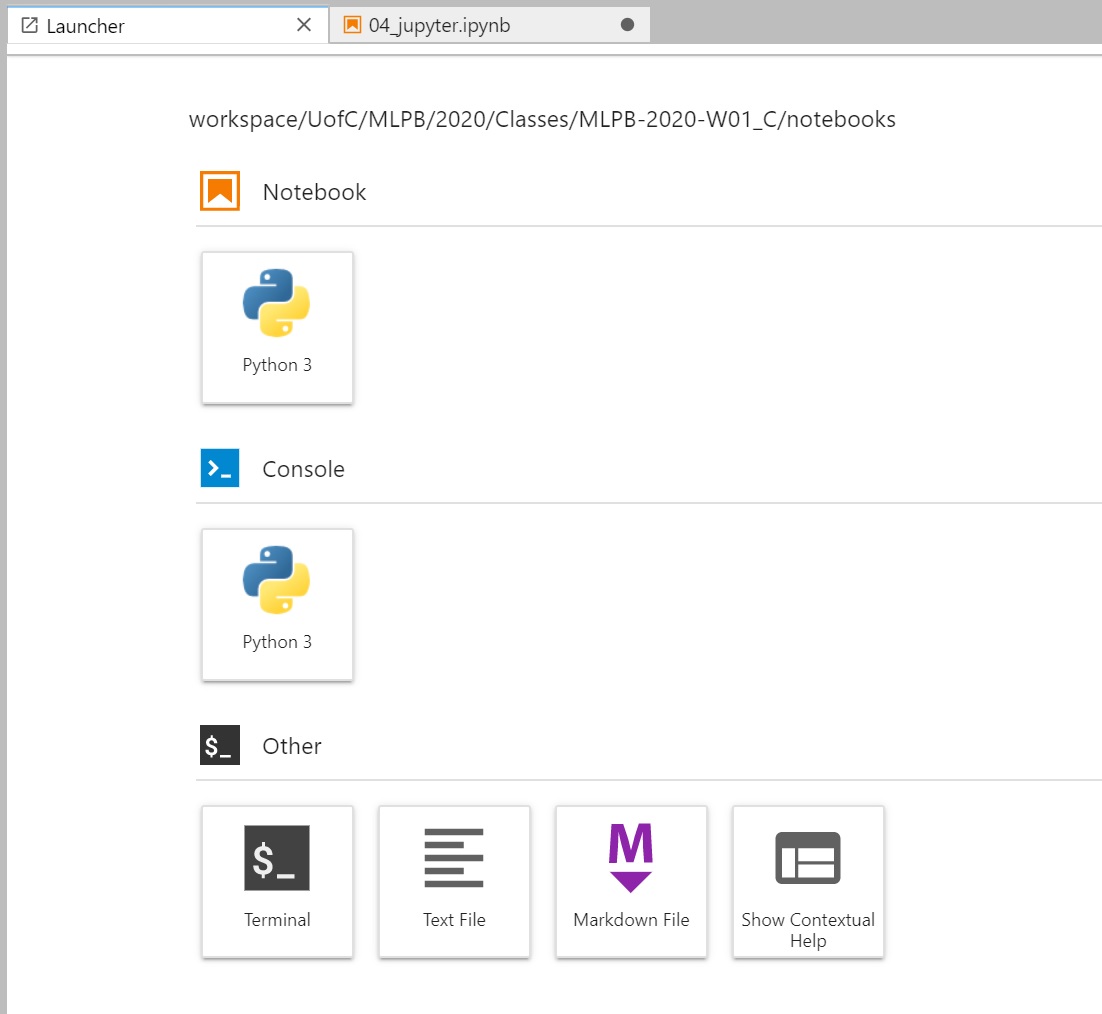 Launcher
04_jupyter.ipynb
workspace/UofC/MLPB/2020/Classes/MLPB-2020-W01_C/notebooks
Notebook
Python 3
Console
Python 3
$_ Other
$_
Terminal
Text File
M
Markdown File
Show Contextual
Help